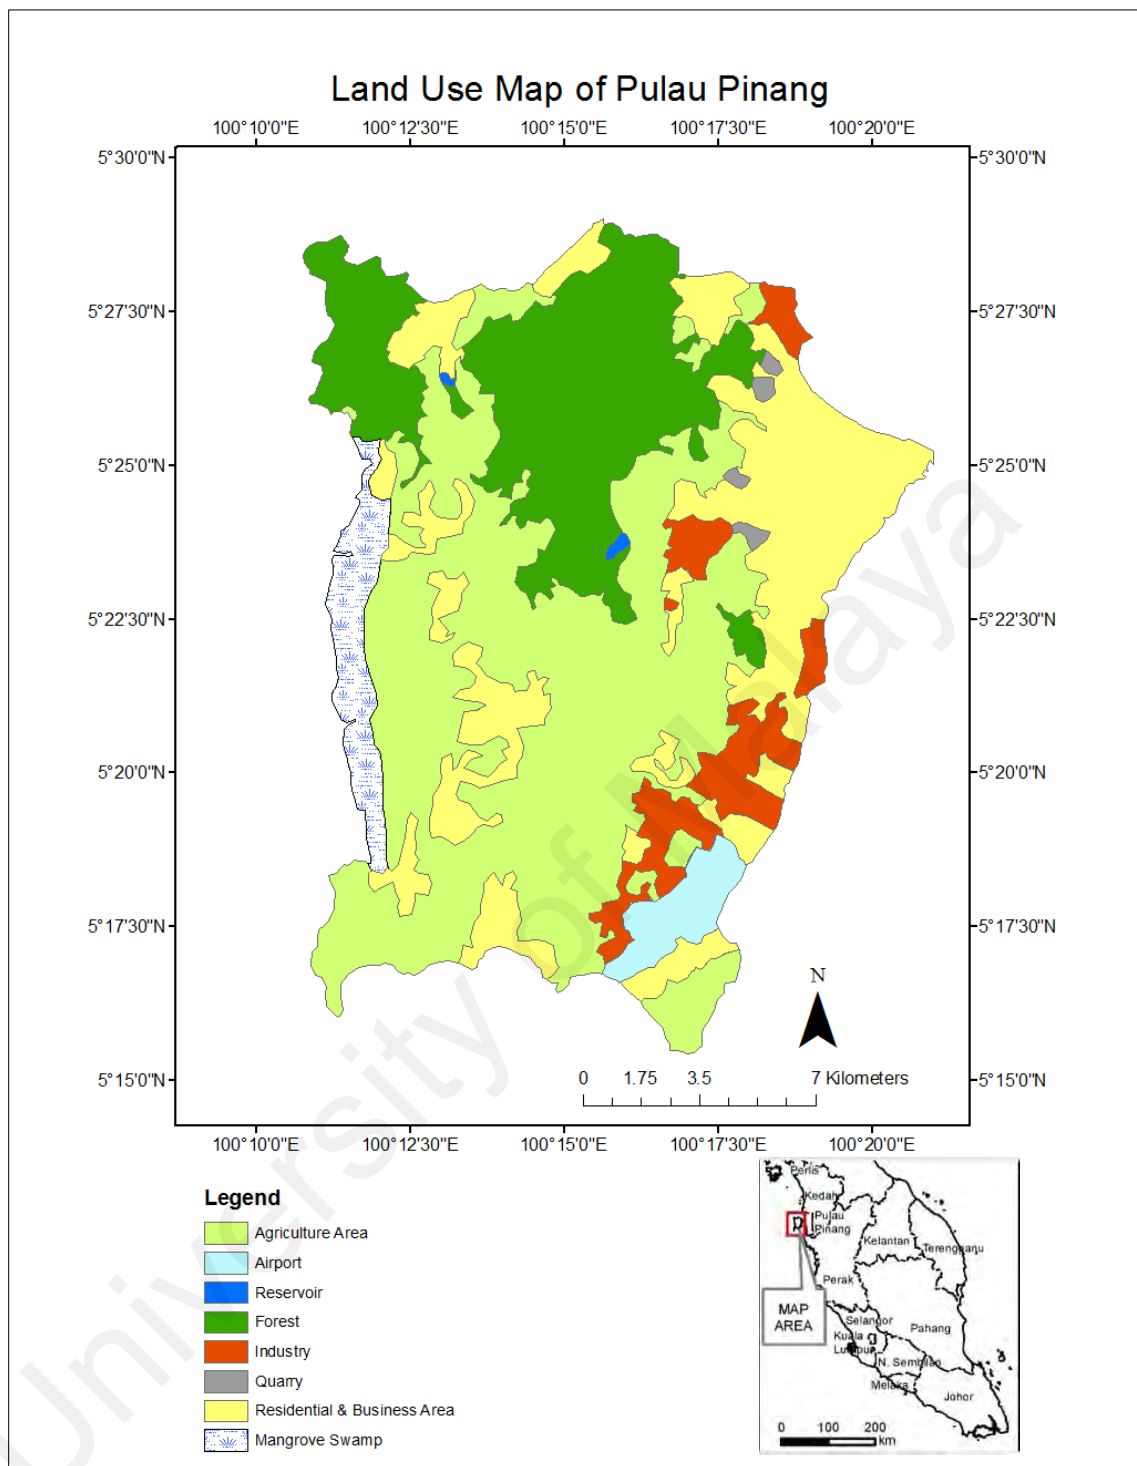 Land Use Map of Pulau Pinang
100°10'0"E 100°12'30"E 100°15'0"E 100°17'30"E 100°20'0"E
5°30'0"N 5°30'0"N
5°27'30"N 5°27'30"N
5°25'0"N 5°25'0"N
5°22'30"N 5°22'30"N
5°20'0"N 5°20'0"N
5°17'30"N 5°17'30"N
N
0 1.75 3.5 7 Kilometers
5°15'0"N 5°15'0"N
100°10'0"E 100°12'30"E 100°15'0"E 100°17'30"E 100°20'0"E
Legend
Agriculture Area
Airport
Reservoir
Forest
Industry
Quarry
Residential & Business Area
Mangrove Swamp
Perlis
Kedah
Pulau
Pinang
Kelantan
Terengganu
Perak
MAP
AREA
Selangor
Pahang
Kuala
Lumpur
N. Sembilan
Melaka
Johor
0 100 200
km
University of Malaya